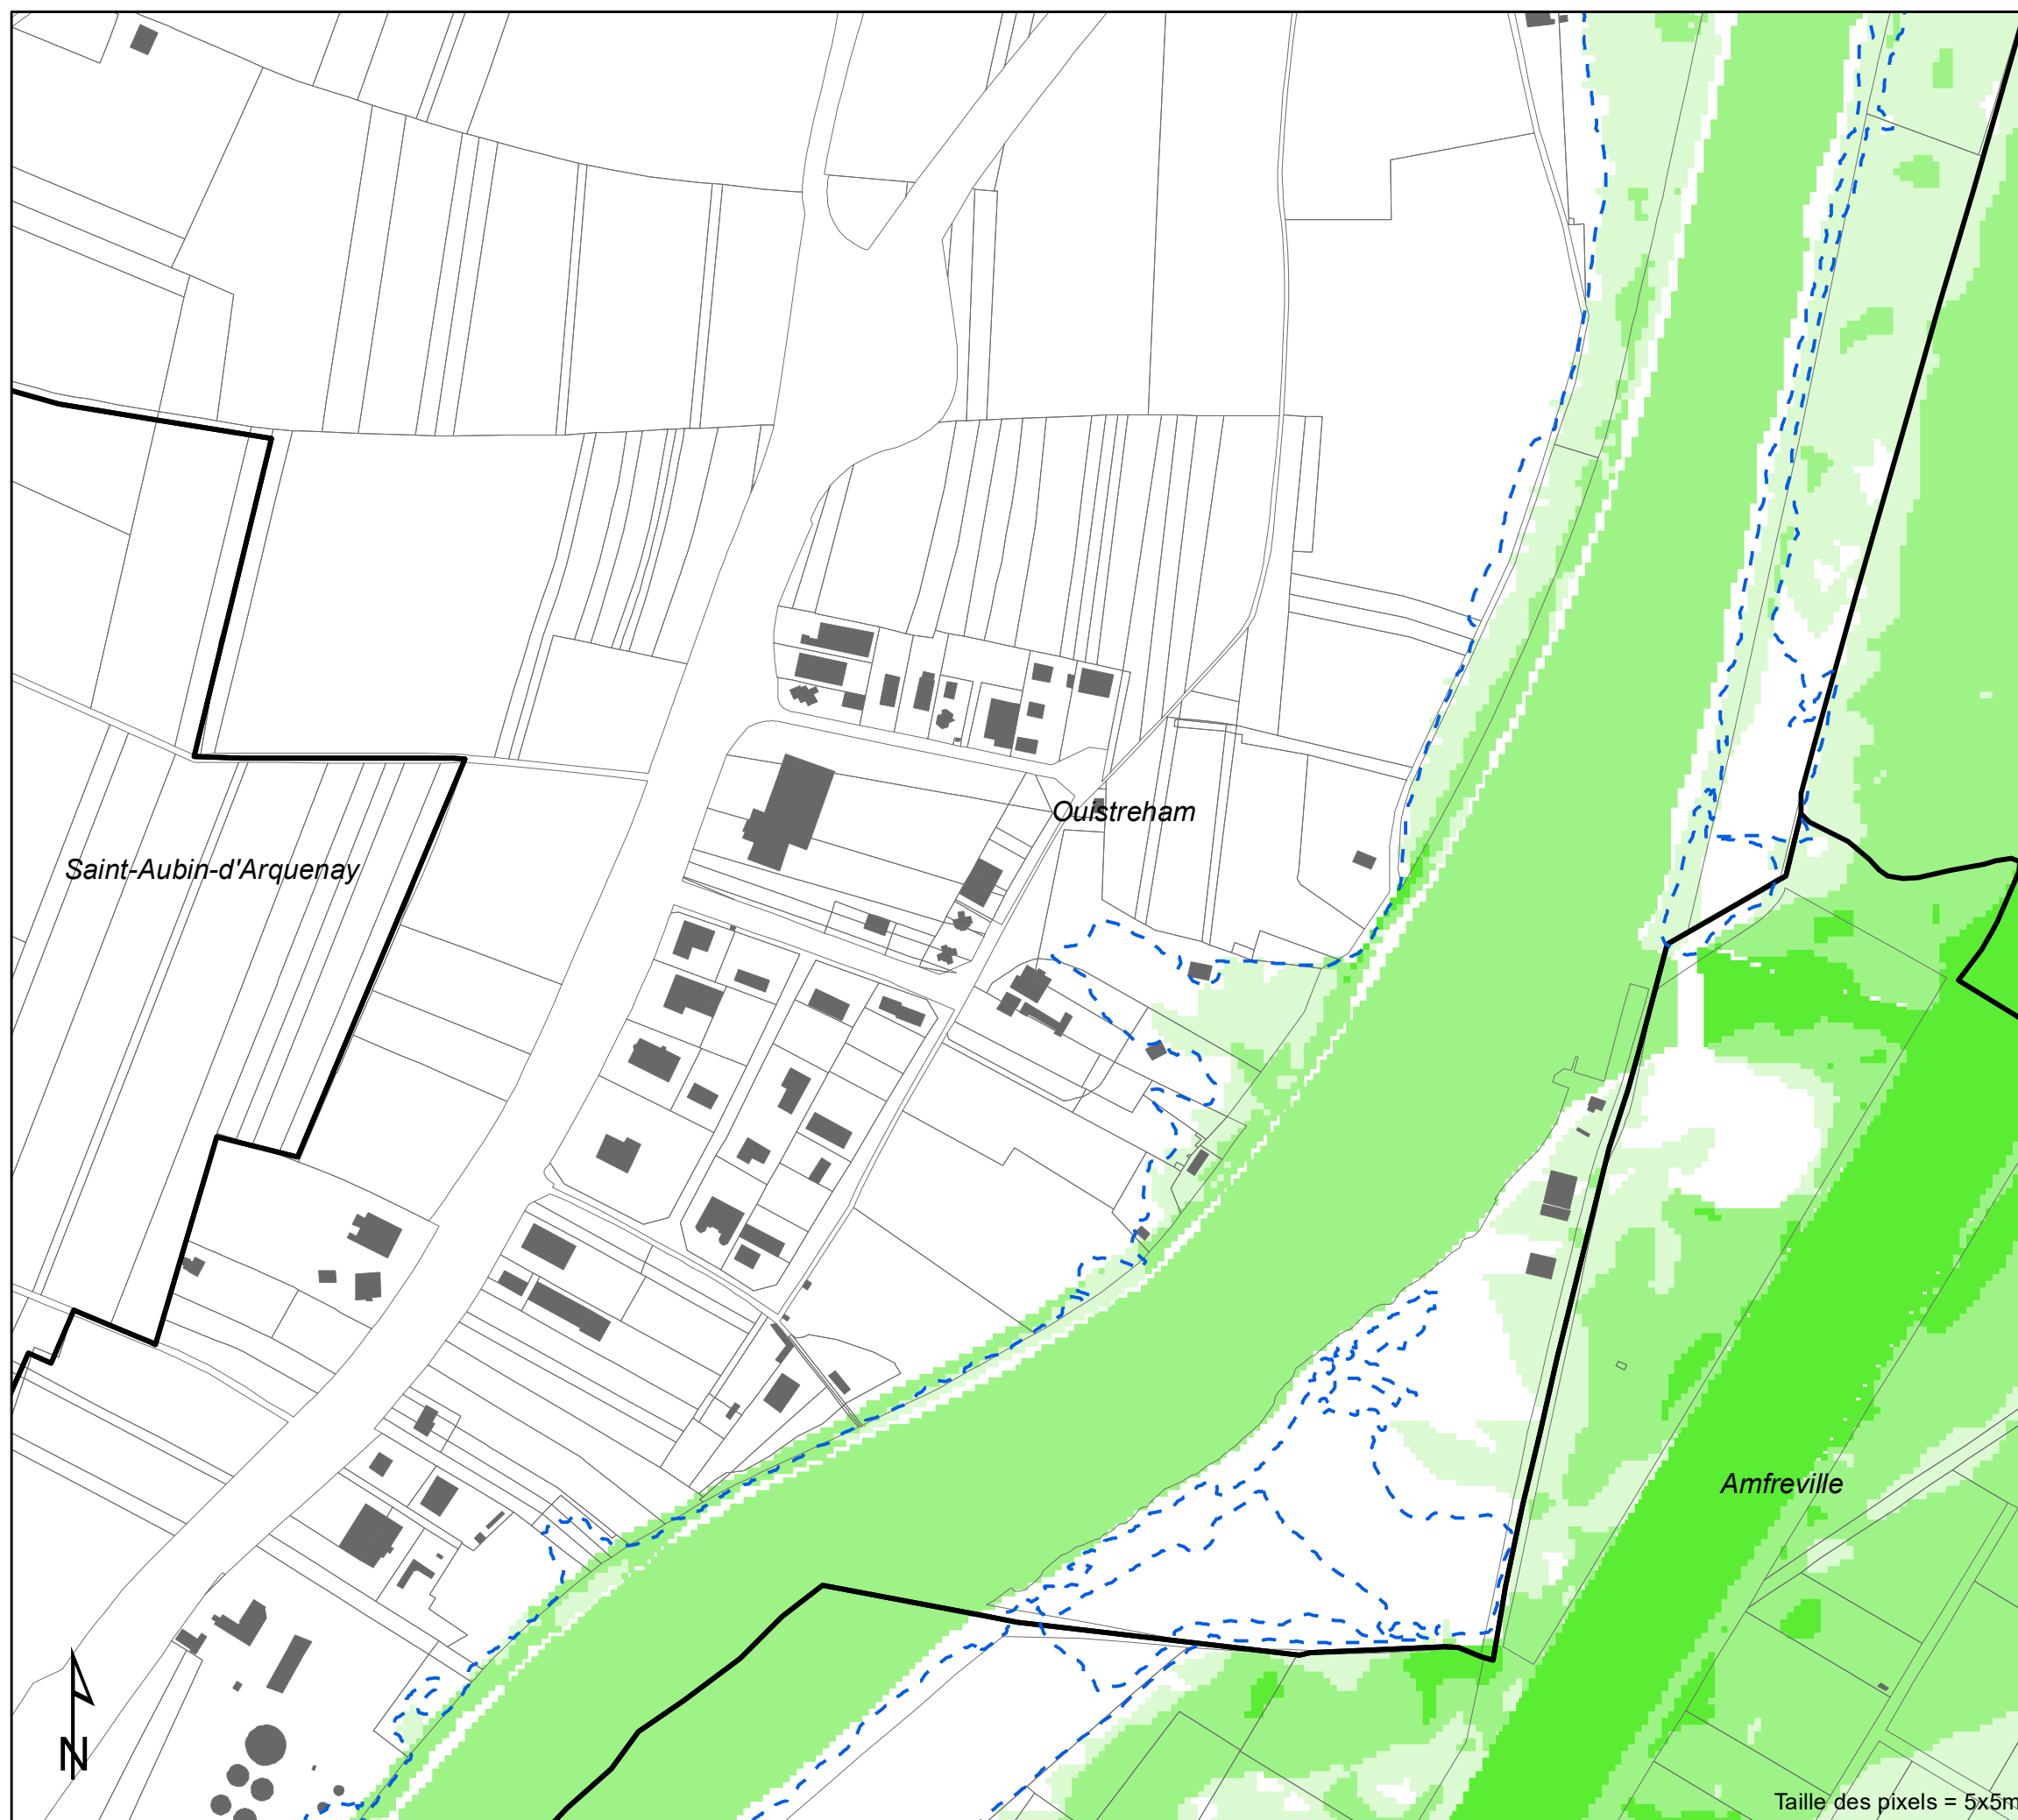 Ouistreham
Saint-Aubin-d'Arquenay
Amfreville
N
Taille des pixels = 5x5m